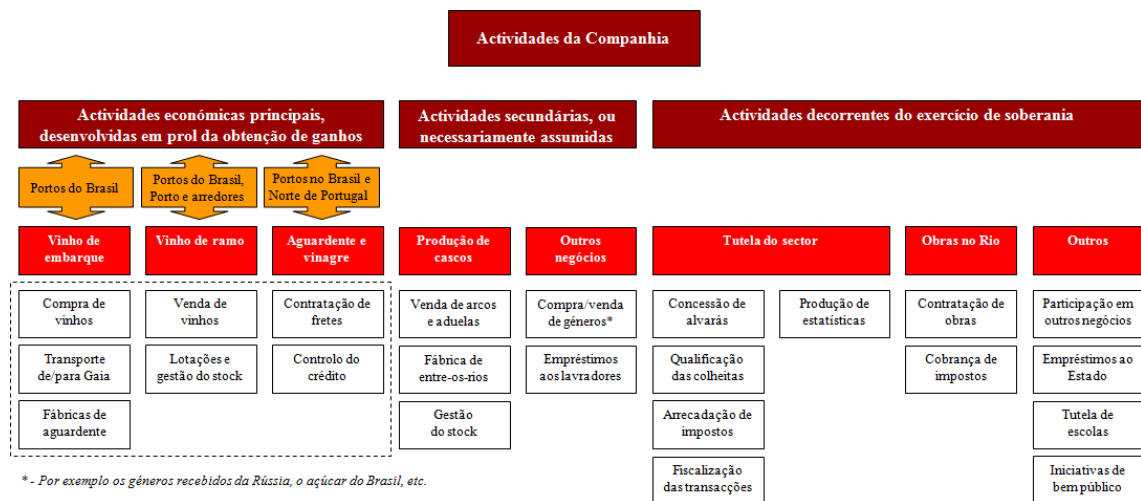 Actividades da Companhia
Actividades económicas principais,
desenvolvidas em prol da obtenção de ganhos
Actividades secundárias, ou
necessariamente assumidas
Actividades decorrentes do exercício de soberania
Portos do Brasil
Portos do Brasil,
Porto e arredores
Portos no Brasil e
Norte de Portugal
Vinho de
embarque
Vinho de ramo
Aguardente e
vinagre
Produção de
cascos
Outros
negócios
Tutela do sector
Obras no Rio
Outros
Compra de
vinhos
Venda de
vinhos
Contratação de
fretes
Venda de arcos
e aduelas
Compra/venda
de géneros*
Concessão de
alvarás
Produção de
estatísticas
Contratação de
obras
Participação em
outros negócios
Transporte
de/para Gaia
Lotações e
gestão do stock
Controlo do
crédito
Fábrica de
entre-os-rios
Empréstimos
aos lavradores
Qualificação
das colheitas
Cobrança de
impostos
Empréstimos ao
Estado
Fábricas de
aguardente
Gestão
do stock
Arrecadação de
impostos
Tutela de
escolas
Fiscalização
das transacções
Iniciativas de
bem público
* - Por exemplo os géneros recebidos da Rússia, o açúcar do Brasil, etc.